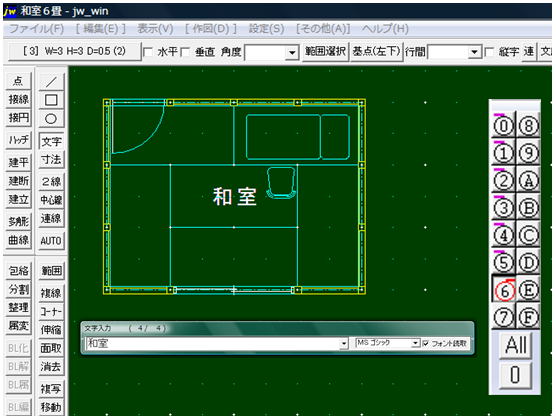 jw 和室６畳 - jw_win
ファイル(F) [ 編集(E) ] 表示(V) [ 作図(D) ] 設定(S) [その他(A)] ヘルプ(H)
[ 3] W=3 H=3 D=0.5 (2) 水平 垂直 角度 範囲選択 基点(左下) 行間 縦字 連
点 ／
接線 □
接円 ○
ハッチ 文字
建平 寸法
建断 ２線
建立 中心線
多角形 連線
曲線 AUTO
包絡 範囲
分割 複線
整理 コーナー
属変 伸縮
BL化 面取
BL解 消去
BL属 複写
BL編 移動
和室
文字入力 ( 4/ 4)
和室 MS ゴシック フォント読取
0 8
1 9
2 A
3 B
4 C
5 D
6 E
7 F
All
0